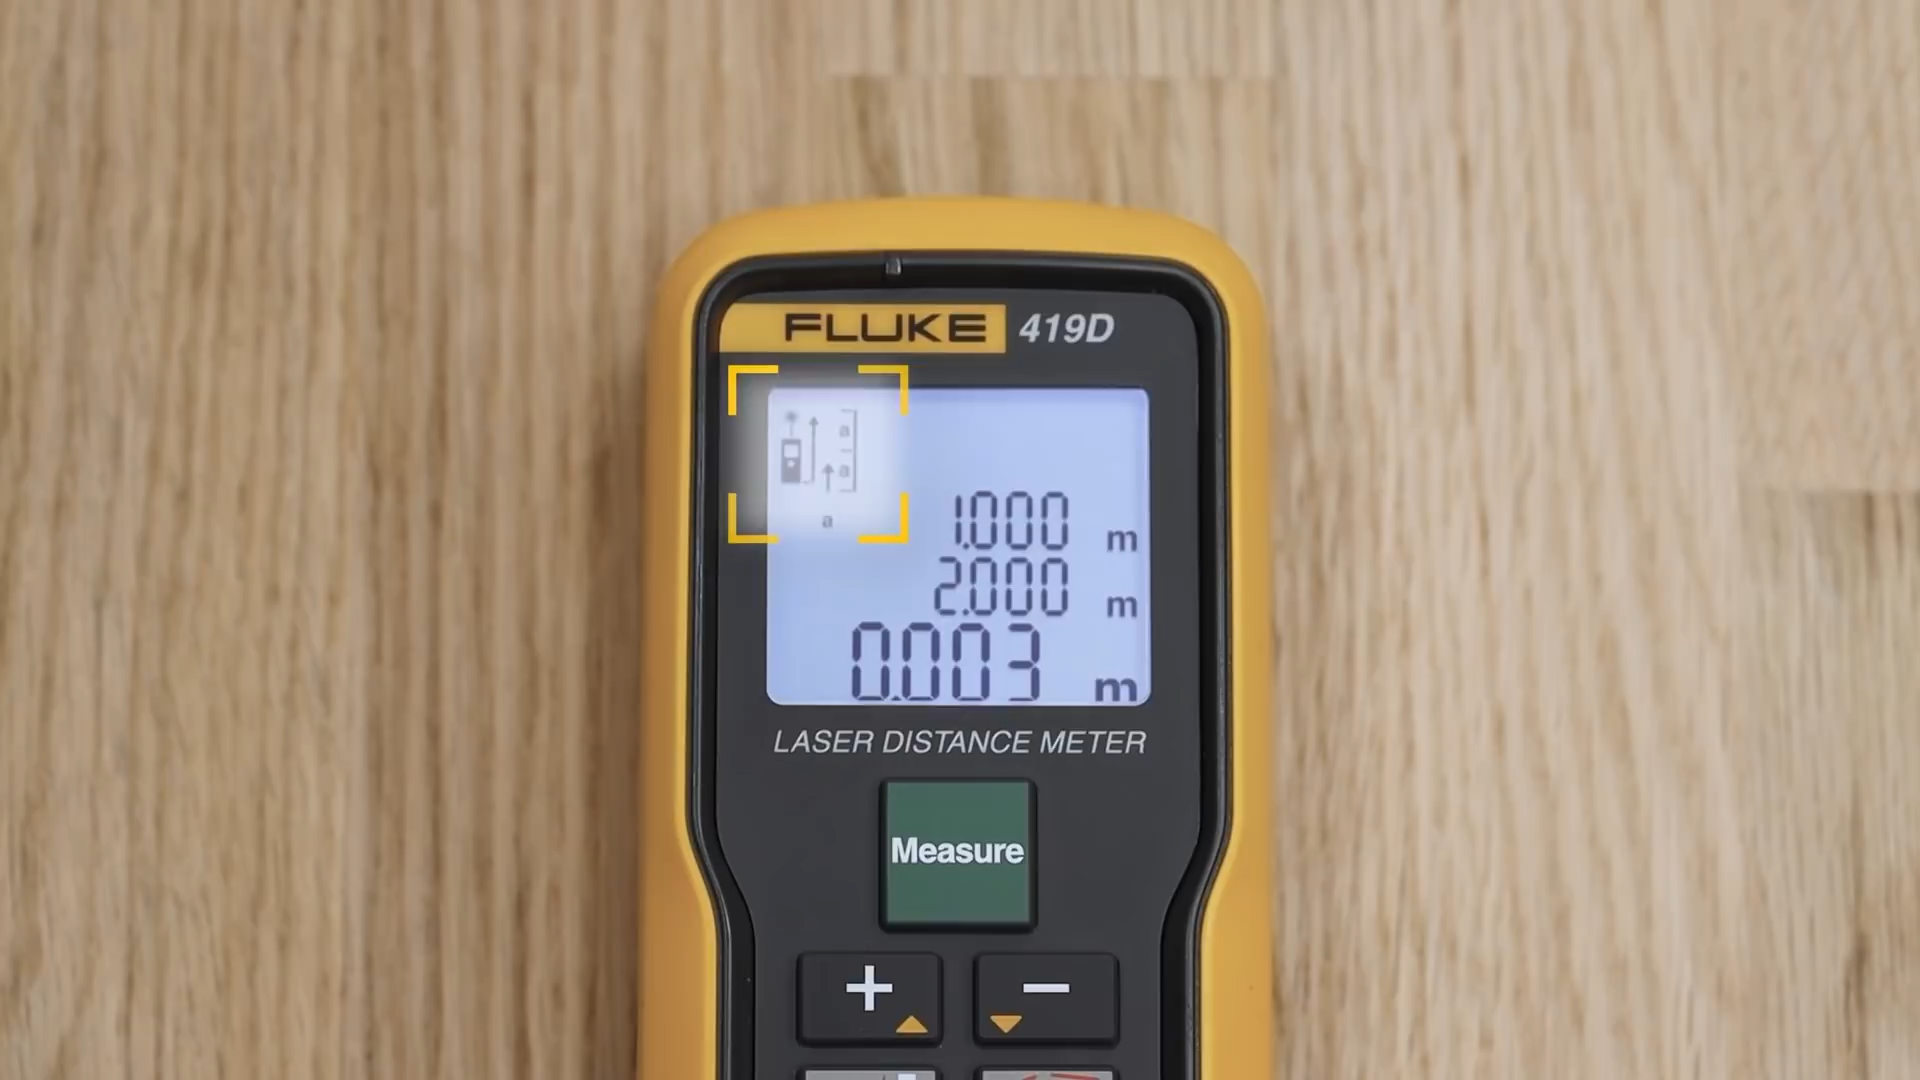 FLUKE 419D
a
a
a
1.000 m
2.000 m
0.003 m
LASER DISTANCE METER
Measure
+ −